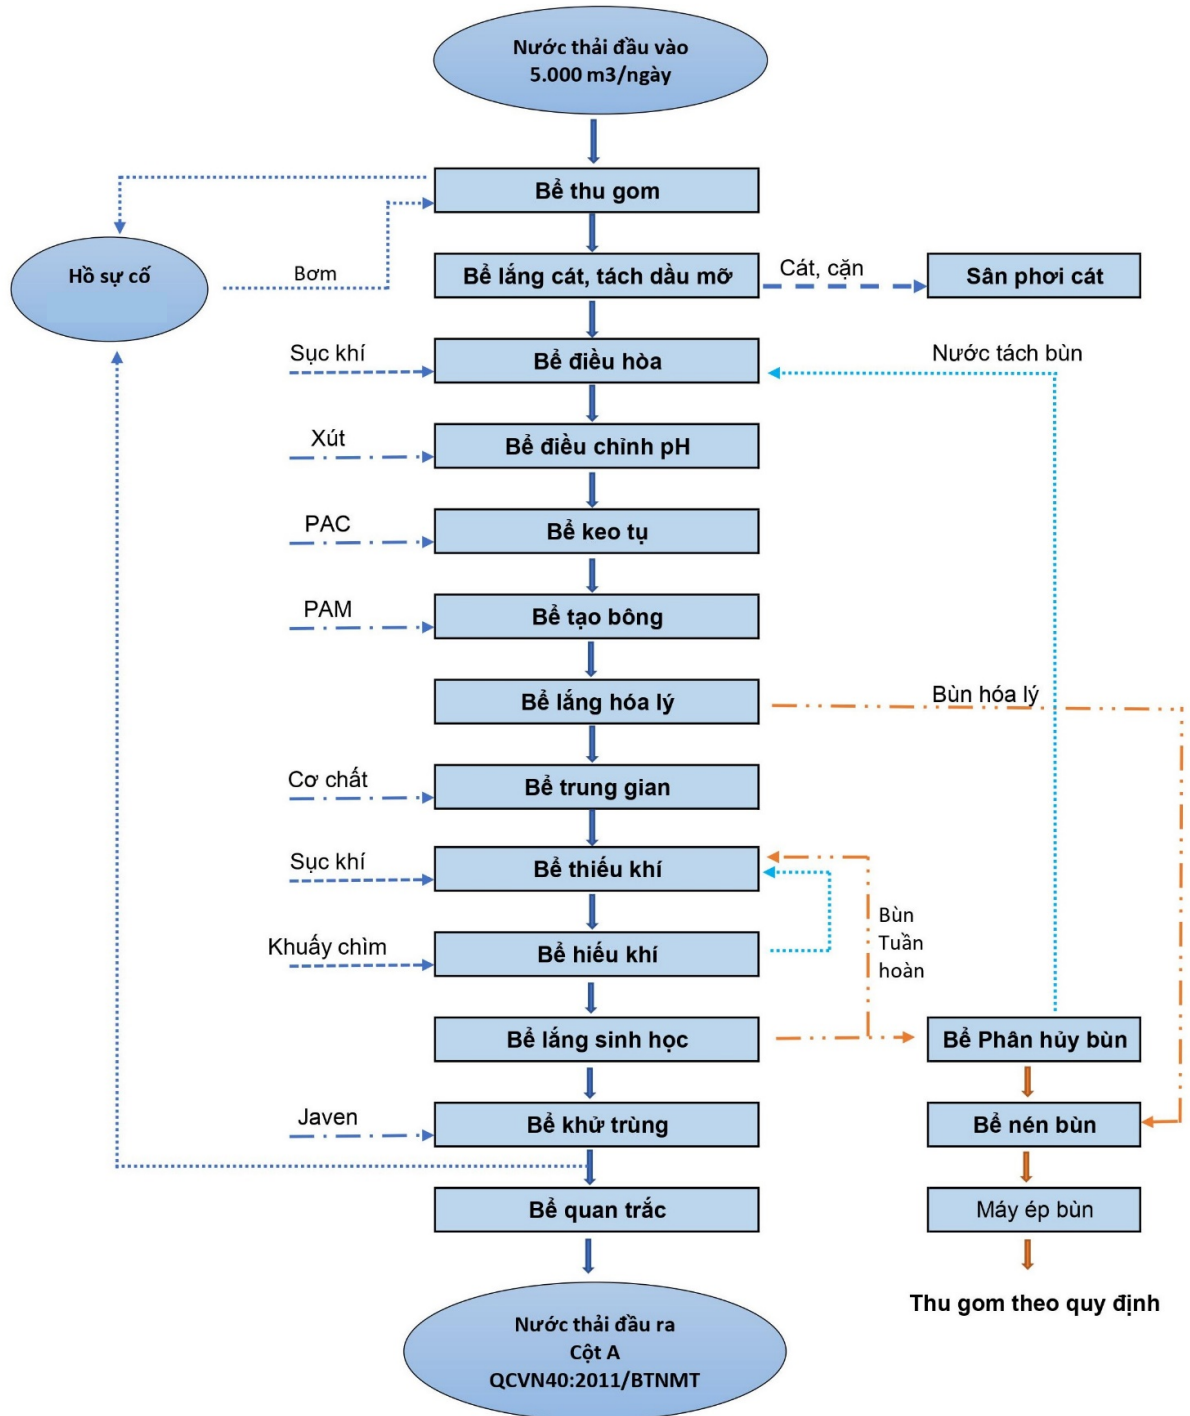 Nước thải đầu vào
5.000 m3/ngày
Bể thu gom
Hồ sự cố
Bơm
Bể lắng cát, tách dầu mỡ
Cát, cặn
Sân phơi cát
Sục khí
Bể điều hòa
Nước tách bùn
Xút
Bể điều chỉnh pH
PAC
Bể keo tụ
PAM
Bể tạo bông
Bể lắng hóa lý
Bùn hóa lý
Cơ chất
Bể trung gian
Sục khí
Bể thiếu khí
Bùn
Tuần
hoàn
Khuấy chìm
Bể hiếu khí
Bể lắng sinh học
Bể Phân hủy bùn
Javen
Bể khử trùng
Bể nén bùn
Bể quan trắc
Máy ép bùn
Thu gom theo quy định
Nước thải đầu ra
Cột A
QCVN40:2011/BTNMT